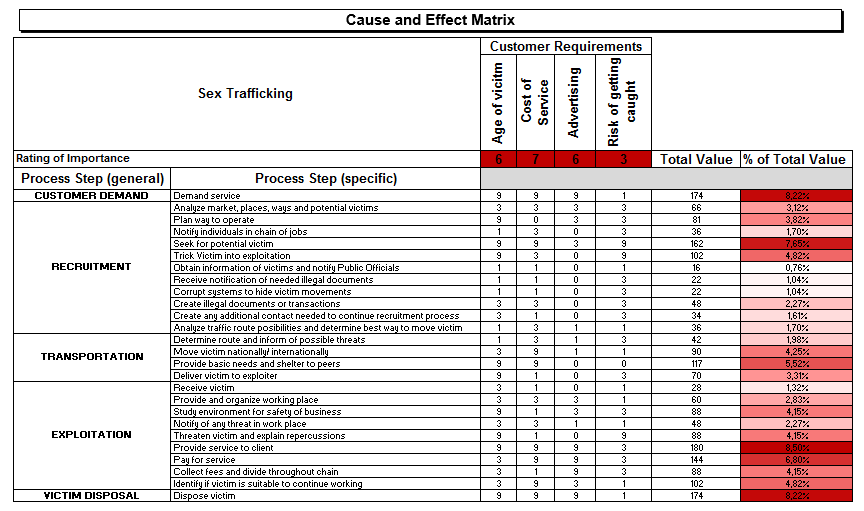 Cause and Effect Matrix
Customer Requirements
Sex Trafficking
Age of vicitm
Cost of Service
Advertising
Risk of getting caught
Rating of Importance 6 7 6 3 Total Value % of Total Value
Process Step (general) Process Step (specific)
CUSTOMER DEMAND Demand service 9 9 9 1 174 8,22%
RECRUITMENT
Analyze market, places, ways and potential victims 3 3 3 3 66 3,12%
Plan way to operate 9 0 3 3 81 3,82%
Notify individuals in chain of jobs 1 3 0 3 36 1,70%
Seek for potential victim 9 9 3 9 162 7,65%
Trick Victim into exploitation 9 3 0 9 102 4,82%
Obtain information of victims and notify Public Officials 1 1 0 1 16 0,76%
Receive notification of needed illegal documents 1 1 0 3 22 1,04%
Corrupt systems to hide victim movements 1 1 0 3 22 1,04%
Create illegal documents or transactions 3 3 0 3 48 2,27%
Create any additional contact needed to continue recruitment process 3 1 0 3 34 1,61%
Analyze traffic route posibilities and determine best way to move victim 1 3 1 1 36 1,70%
TRANSPORTATION
Determine route and inform of possible threats 1 3 1 3 42 1,98%
Move victim nationally/ internationally 3 9 1 1 90 4,25%
Provide basic needs and shelter to peers 9 9 0 0 117 5,52%
Deliver victim to exploiter 9 1 0 3 70 3,31%
EXPLOITATION
Receive victim 3 1 0 1 28 1,32%
Provide and organize working place 3 3 3 1 60 2,83%
Study environment for safety of business 9 1 3 3 88 4,15%
Notify of any threat in work place 3 3 1 1 48 2,27%
Threaten victim and explain repercussions 9 1 0 9 88 4,15%
Provide service to client 9 9 9 3 180 8,50%
Pay for service 3 9 9 3 144 6,80%
Collect fees and divide throughout chain 3 1 9 3 88 4,15%
Identify if victim is suitable to continue working 3 9 3 1 102 4,82%
VICTIM DISPOSAL Dispose victim 9 9 9 1 174 8,22%